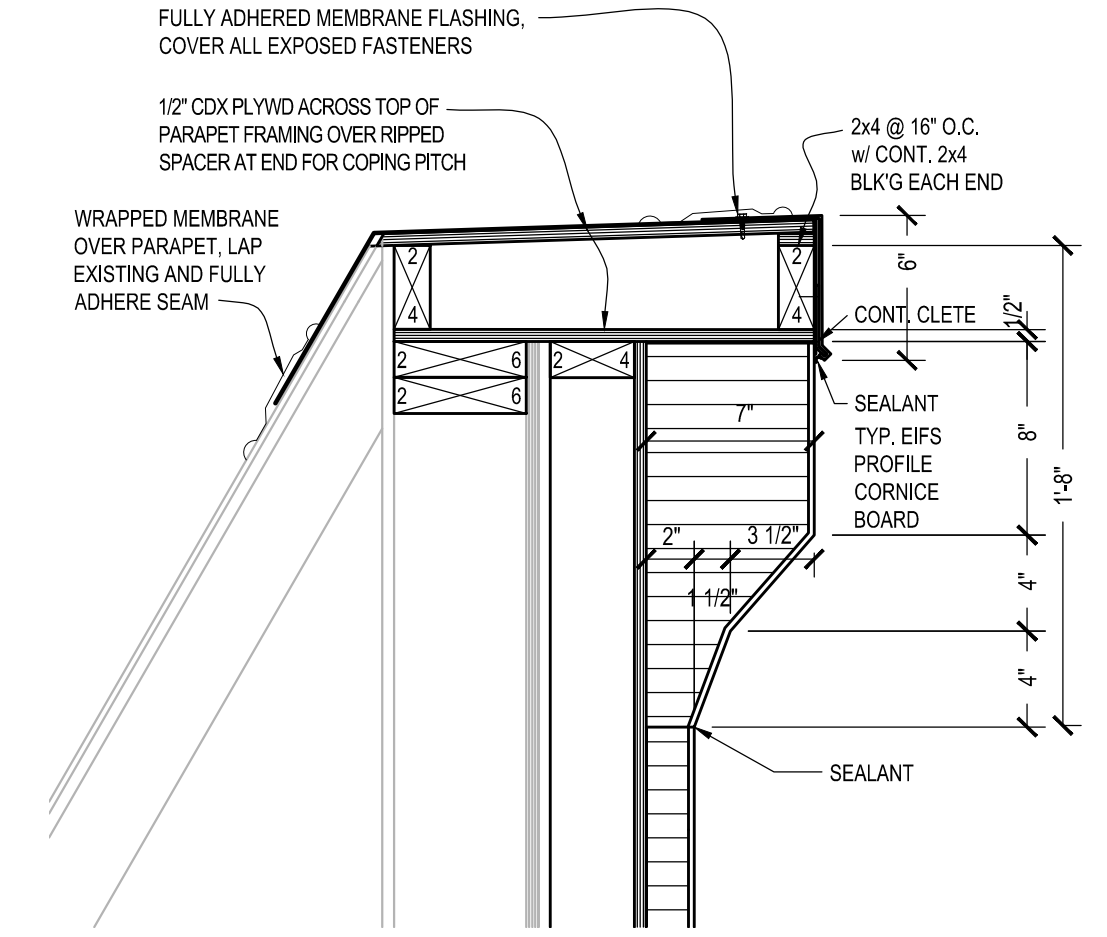 FULLY ADHERED MEMBRANE FLASHING,
COVER ALL EXPOSED FASTENERS
1/2" CDX PLYWD ACROSS TOP OF
PARAPET FRAMING OVER RIPPED
SPACER AT END FOR COPING PITCH
2x4 @ 16" O.C.
w/ CONT. 2x4
BLK'G EACH END
WRAPPED MEMBRANE
OVER PARAPET, LAP
EXISTING AND FULLY
ADHERE SEAM
2
4
2
4
6"
1/2"
CONT. CLETE
2 6
2 4
2 6
SEALANT
TYP. EIFS
PROFILE
CORNICE
BOARD
7"
8"
1'-8"
2"
3 1/2"
1 1/2"
4"
4"
SEALANT